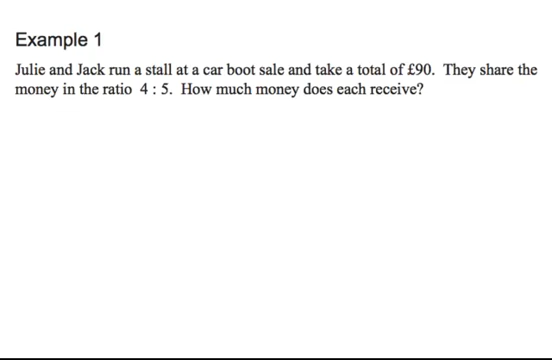 Example 1
Julie and Jack run a stall at a car boot sale and take a total of £90. They share the
money in the ratio 4 : 5. How much money does each receive?